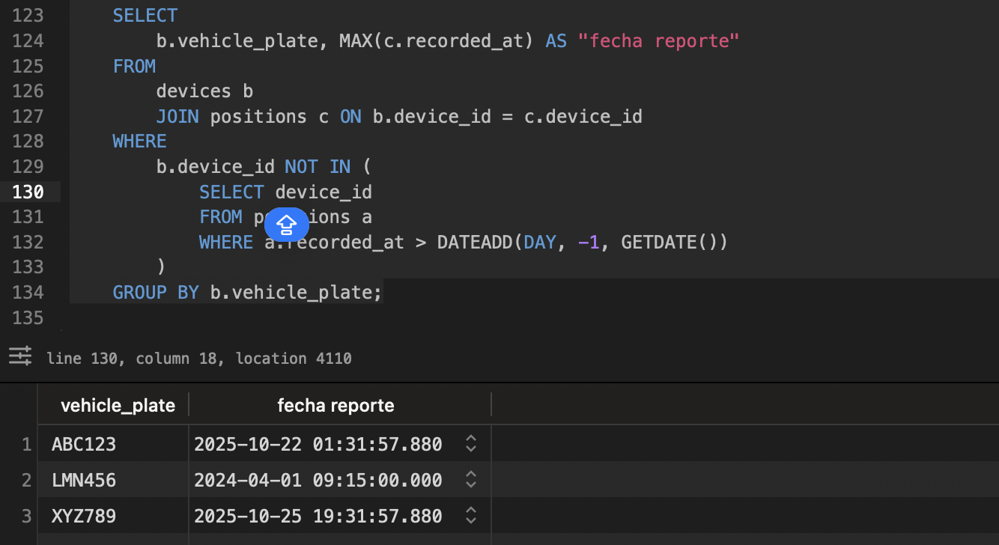 123 SELECT
124 b.vehicle_plate, MAX(c.recorded_at) AS "fecha reporte"
125 FROM
126 devices b
127 JOIN positions c ON b.device_id = c.device_id
128 WHERE
129 b.device_id NOT IN (
130 SELECT device_id
131 FROM p ions a
132 WHERE a.recorded_at > DATEADD(DAY, -1, GETDATE())
133 )
134 GROUP BY b.vehicle_plate;
135
line 130, column 18, location 4110
vehicle_plate fecha reporte
1 ABC123 2025-10-22 01:31:57.880
2 LMN456 2024-04-01 09:15:00.000
3 XYZ789 2025-10-25 19:31:57.880